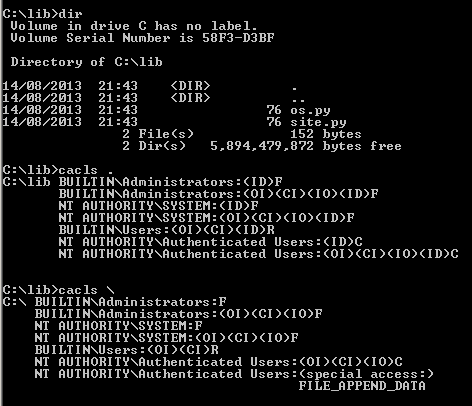 C:\lib>dir
Volume in drive C has no label.
Volume Serial Number is 58F3-D3BF
Directory of C:\lib
14/08/2013  21:43    <DIR>          .
14/08/2013  21:43    <DIR>          ..
14/08/2013  21:43                76 os.py
14/08/2013  21:43                76 site.py
2 File(s)            152 bytes
2 Dir(s)   5,894,479,872 bytes free
C:\lib>cacls .
C:\lib BUILTIN\Administrators:(ID)F
BUILTIN\Administrators:(OI)(CI)(IO)(ID)F
NT AUTHORITY\SYSTEM:(ID)F
NT AUTHORITY\SYSTEM:(OI)(CI)(IO)(ID)F
BUILTIN\Users:(OI)(CI)(ID)R
NT AUTHORITY\Authenticated Users:(ID)C
NT AUTHORITY\Authenticated Users:(OI)(CI)(IO)(ID)C
C:\lib>cacls \
C:\ BUILTIN\Administrators:F
BUILTIN\Administrators:(OI)(CI)(IO)F
NT AUTHORITY\SYSTEM:F
NT AUTHORITY\SYSTEM:(OI)(CI)(IO)F
BUILTIN\Users:(OI)(CI)R
NT AUTHORITY\Authenticated Users:(OI)(CI)(IO)C
NT AUTHORITY\Authenticated Users:(special access:)
FILE_APPEND_DATA